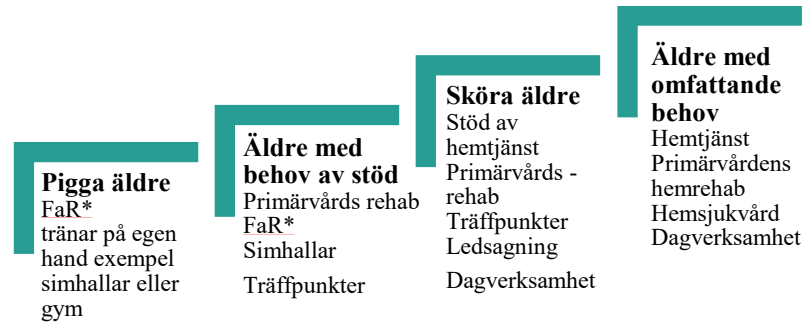 Pigga äldre
FaR*
tränar på egen
hand exempel
simhallar eller
gym
Äldre med
behov av stöd
Primärvårds rehab
FaR*
Simhallar
Träffpunkter
Sköra äldre
Stöd av
hemtjänst
Primärvårds -
rehab
Träffpunkter
Ledsagning
Dagverksamhet
Äldre med
omfattande
behov
Hemtjänst
Primärvårdens
hemrehab
Hemsjukvård
Dagverksamhet